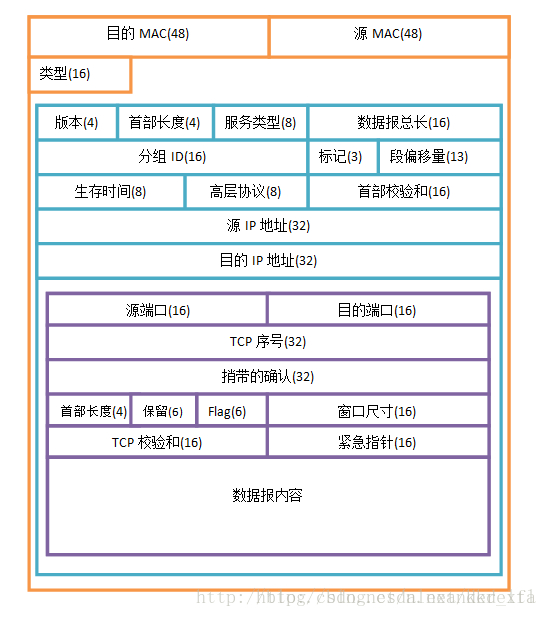 目的 MAC(48) 源 MAC(48)
类型(16)
版本(4) 首部长度(4) 服务类型(8) 数据报总长(16)
分组 ID(16) 标记(3) 段偏移量(13)
生存时间(8) 高层协议(8) 首部校验和(16)
源 IP 地址(32)
目的 IP 地址(32)
源端口(16) 目的端口(16)
TCP 序号(32)
捎带的确认(32)
首部长度(4) 保留(6) Flag(6) 窗口尺寸(16)
TCP 校验和(16) 紧急指针(16)
数据报内容